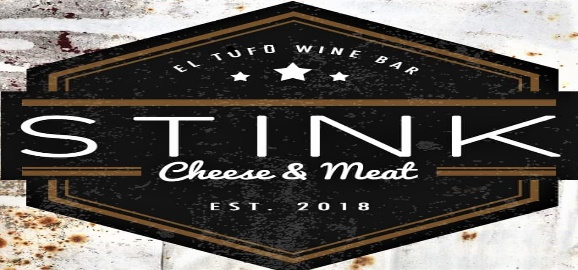 EL TUFO WINE BAR
STINK
Cheese & Meat
EST. 2018